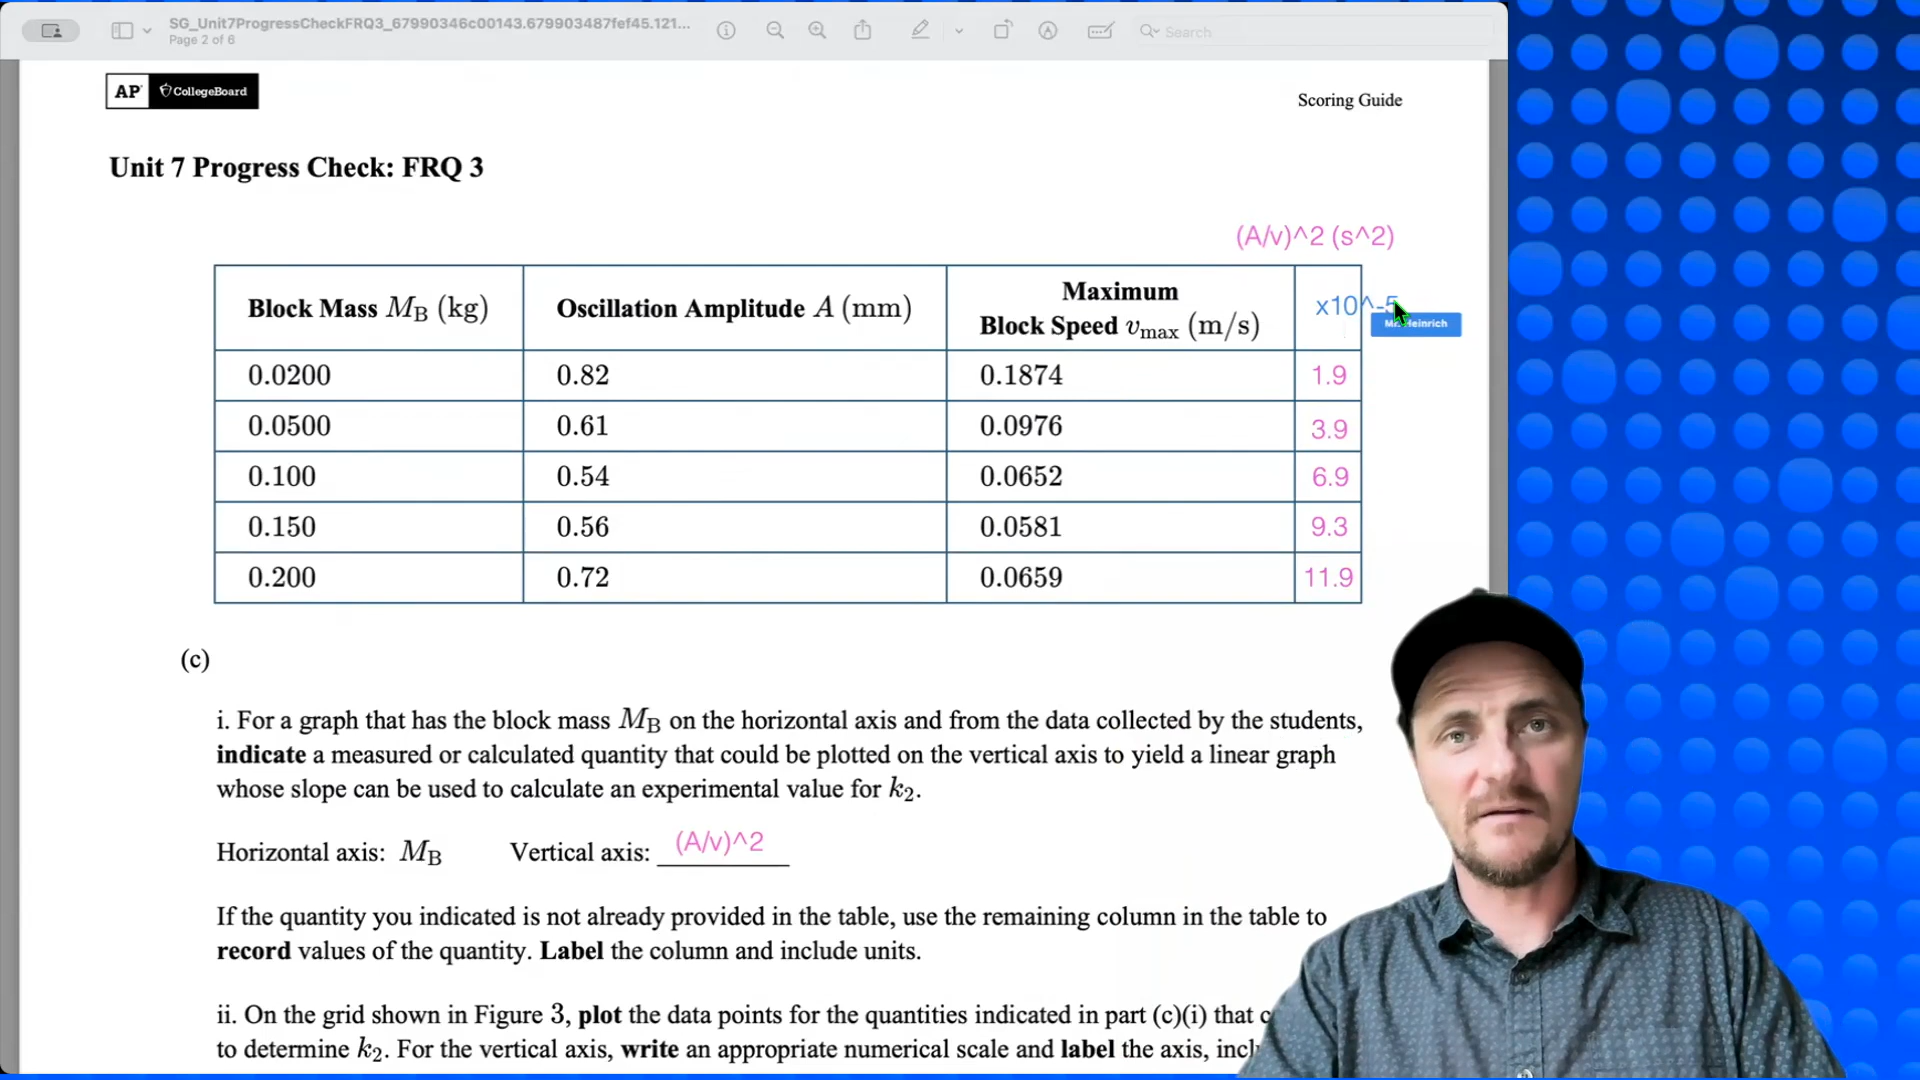 SG_Unit7ProgressCheckFRQ3_67990346c00143.679903487fef45.121...
Page 2 of 6
Search
AP CollegeBoard
Scoring Guide
Unit 7 Progress Check: FRQ 3
(A/v)^2 (s^2)
Block Mass M_B (kg) Oscillation Amplitude A (mm) Maximum Block Speed v_max (m/s) x10^-5
Mr. Heinrich
0.0200 0.82 0.1874 1.9
0.0500 0.61 0.0976 3.9
0.100 0.54 0.0652 6.9
0.150 0.56 0.0581 9.3
0.200 0.72 0.0659 11.9
(c)
i. For a graph that has the block mass M_B on the horizontal axis and from the data collected by the students,
indicate a measured or calculated quantity that could be plotted on the vertical axis to yield a linear graph
whose slope can be used to calculate an experimental value for k_2.
Horizontal axis: M_B Vertical axis: (A/v)^2
If the quantity you indicated is not already provided in the table, use the remaining column in the table to
record values of the quantity. Label the column and include units.
ii. On the grid shown in Figure 3, plot the data points for the quantities indicated in part (c)(i) that
to determine k_2. For the vertical axis, write an appropriate numerical scale and label the axis,